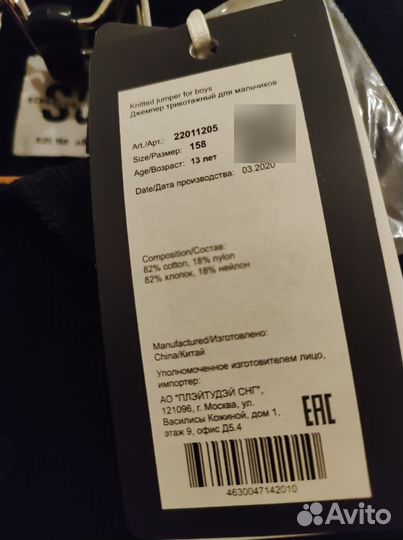 Knitted jumper for boys
Джемпер трикотажный для мальчиков
Art./Арт.: 22011205
Size/Размер: 158
Age/Возраст: 13 лет
Date/Дата производства: 03.2020
Composition/Состав:
82% cotton, 18% nylon
82% хлопок, 18% нейлон
Manufactured/Изготовлено:
China/Китай
Уполномоченное изготовителем лицо,
импортер:
АО "ПЛЭЙТУДЭЙ СНГ",
121096, г. Москва, ул.
Василисы Кожиной, дом 1,
этаж 9, офис Д5.4
EAC
4630047142010
Avito